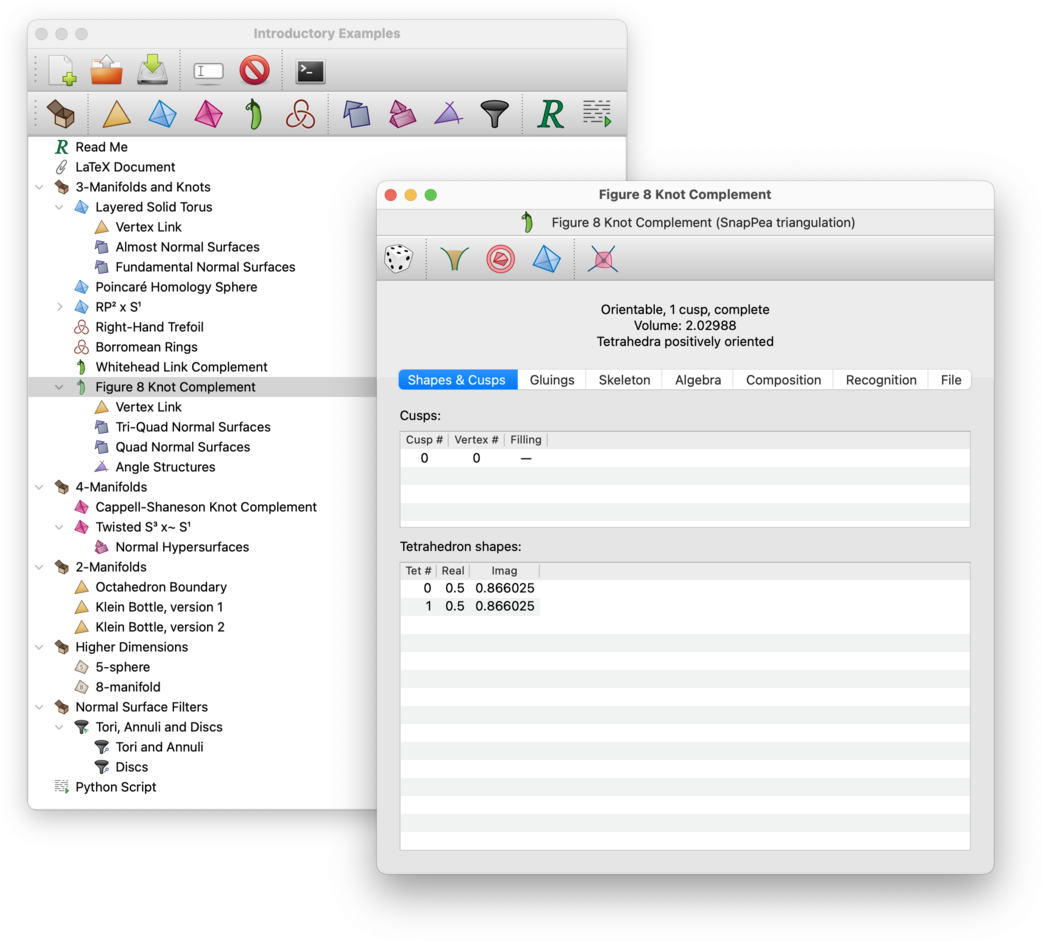 Introductory Examples
R
Read Me
LaTeX Document
3-Manifolds and Knots
Layered Solid Torus
Vertex Link
Almost Normal Surfaces
Fundamental Normal Surfaces
Poincaré Homology Sphere
RP² x S¹
Right-Hand Trefoil
Borromean Rings
Whitehead Link Complement
Figure 8 Knot Complement
Vertex Link
Tri-Quad Normal Surfaces
Quad Normal Surfaces
Angle Structures
4-Manifolds
Cappell-Shaneson Knot Complement
Twisted S³ x~ S¹
Normal Hypersurfaces
2-Manifolds
Octahedron Boundary
Klein Bottle, version 1
Klein Bottle, version 2
Higher Dimensions
5-sphere
8-manifold
Normal Surface Filters
Tori, Annuli and Discs
Tori and Annuli
Discs
Python Script
Figure 8 Knot Complement
Figure 8 Knot Complement (SnapPea triangulation)
Orientable, 1 cusp, complete
Volume: 2.02988
Tetrahedra positively oriented
Shapes & Cusps Gluings Skeleton Algebra Composition Recognition File
Cusps:
Cusp # Vertex # Filling
0 0 —
Tetrahedron shapes:
Tet # Real Imag
0 0.5 0.866025
1 0.5 0.866025